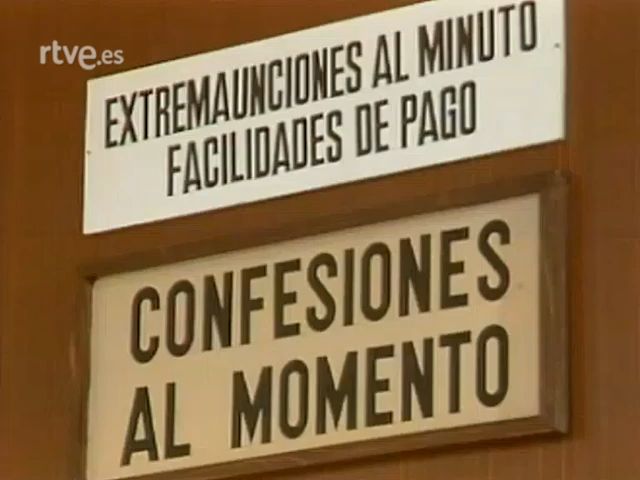 rtve.es
EXTREMAUNCIONES AL MINUTO
FACILIDADES DE PAGO
CONFESIONES
AL MOMENTO